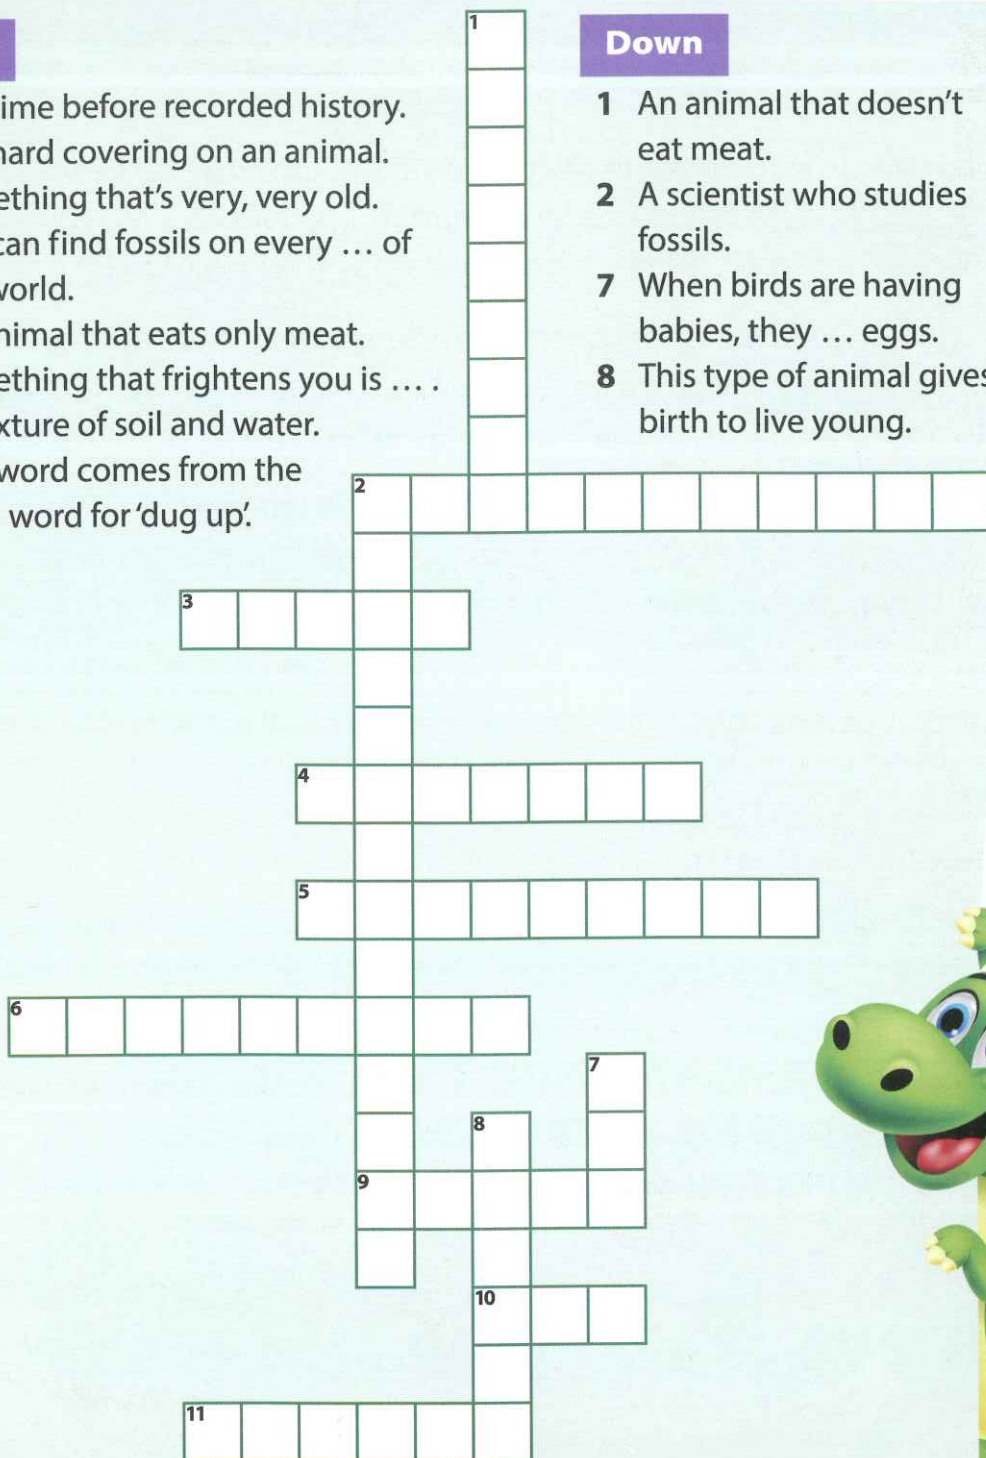 ime before recorded history.
hard covering on an animal.
ething that's very, very old.
can find fossils on every … of
world.
nimal that eats only meat.
ething that frightens you is … .
xture of soil and water.
word comes from the
word for 'dug up'.
Down
1 An animal that doesn't
eat meat.
2 A scientist who studies
fossils.
7 When birds are having
babies, they … eggs.
8 This type of animal gives
birth to live young.
1
2
3
4
5
6
7
8
9
10
11